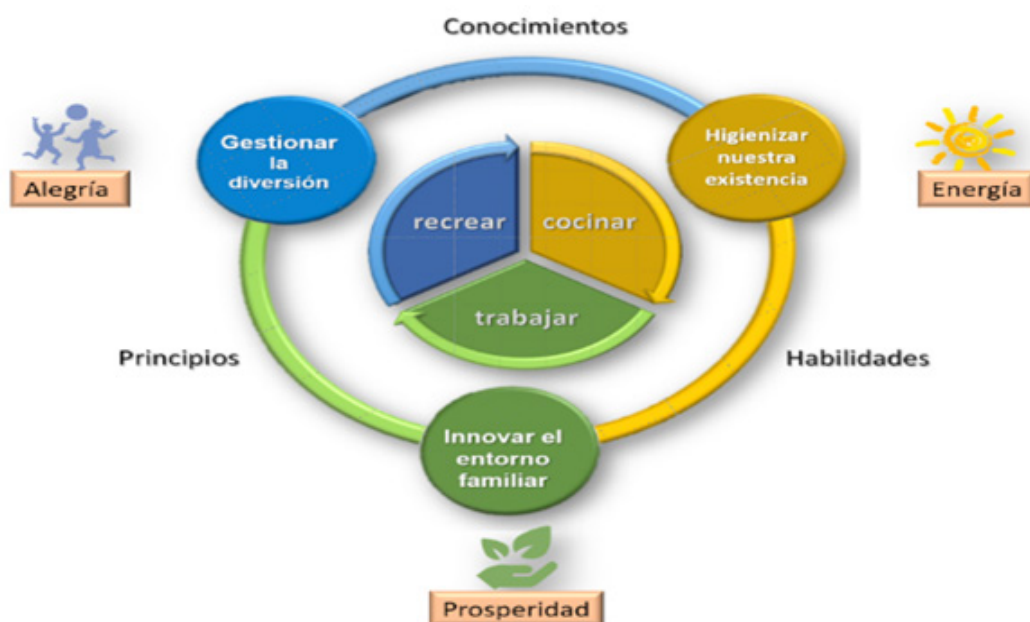 Conocimientos
Gestionar
la
diversión
Higienizar
nuestra
existencia
Alegría
Energía
recrear
cocinar
trabajar
Principios
Habilidades
Innovar el
entorno
familiar
Prosperidad